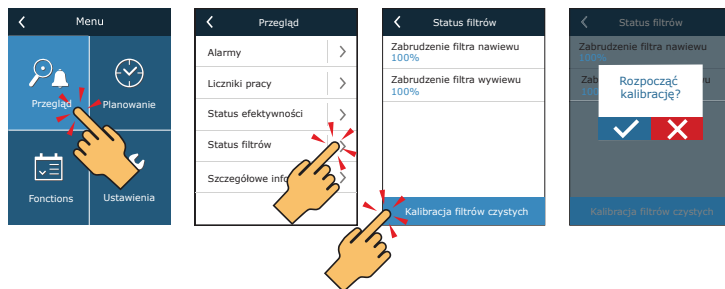 Menu
Przegląd
Planowanie
Fonctions
Ustawienia
Przegląd
Alarmy
Liczniki pracy
Status efektywności
Status filtrów
Szczegółowe
Status filtrów
Zabrudzenie filtra nawiewu
100%
Zabrudzenie filtra wywiewu
100%
Kalibracja filtrów czystych
Status filtrów
Zabrudzenie filtra nawiewu
100%
Rozpocząć
kalibrację?
Kalibracja filtrów czystych